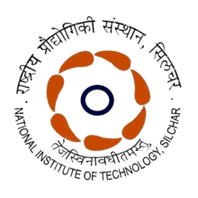 राष्ट्रीय प्रौद्योगिकी संस्थान, सिलचर
तेजस्विनावधीतमस्तु
NATIONAL INSTITUTE OF TECHNOLOGY, SILCHAR